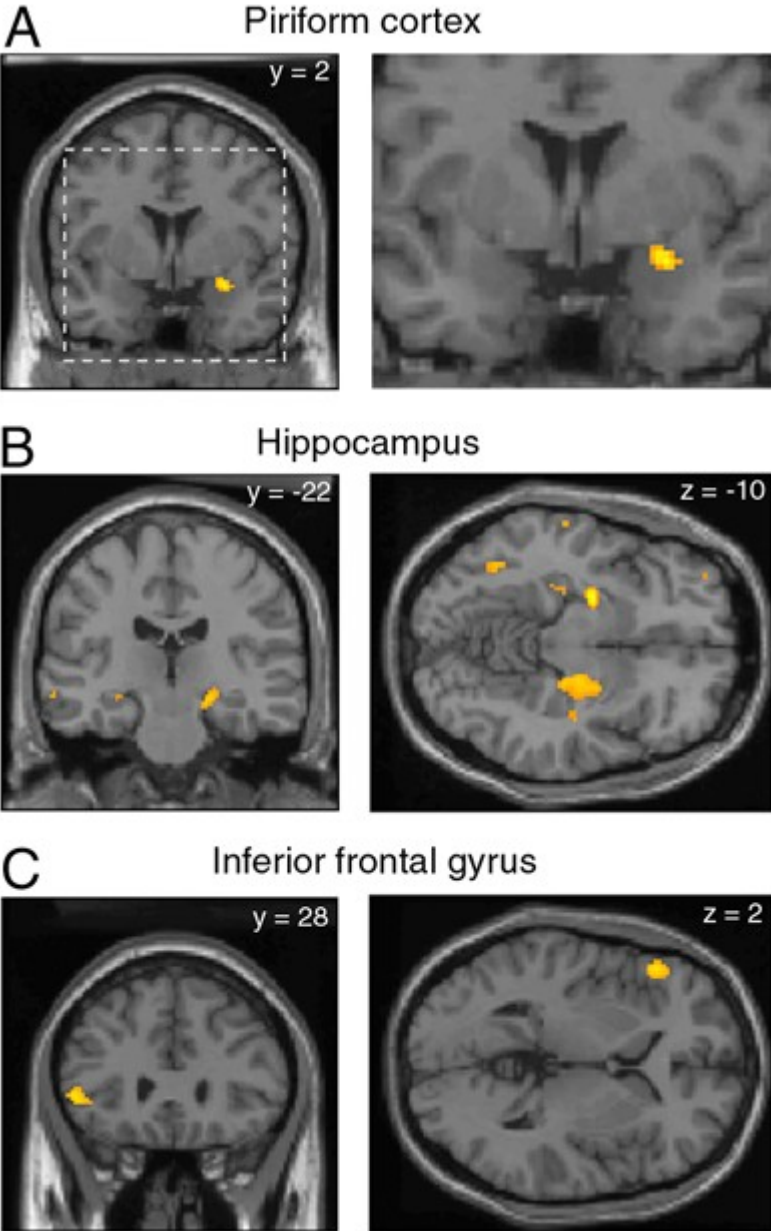 A
Piriform cortex
y = 2
B
Hippocampus
y = -22
z = -10
C
Inferior frontal gyrus
y = 28
z = 2